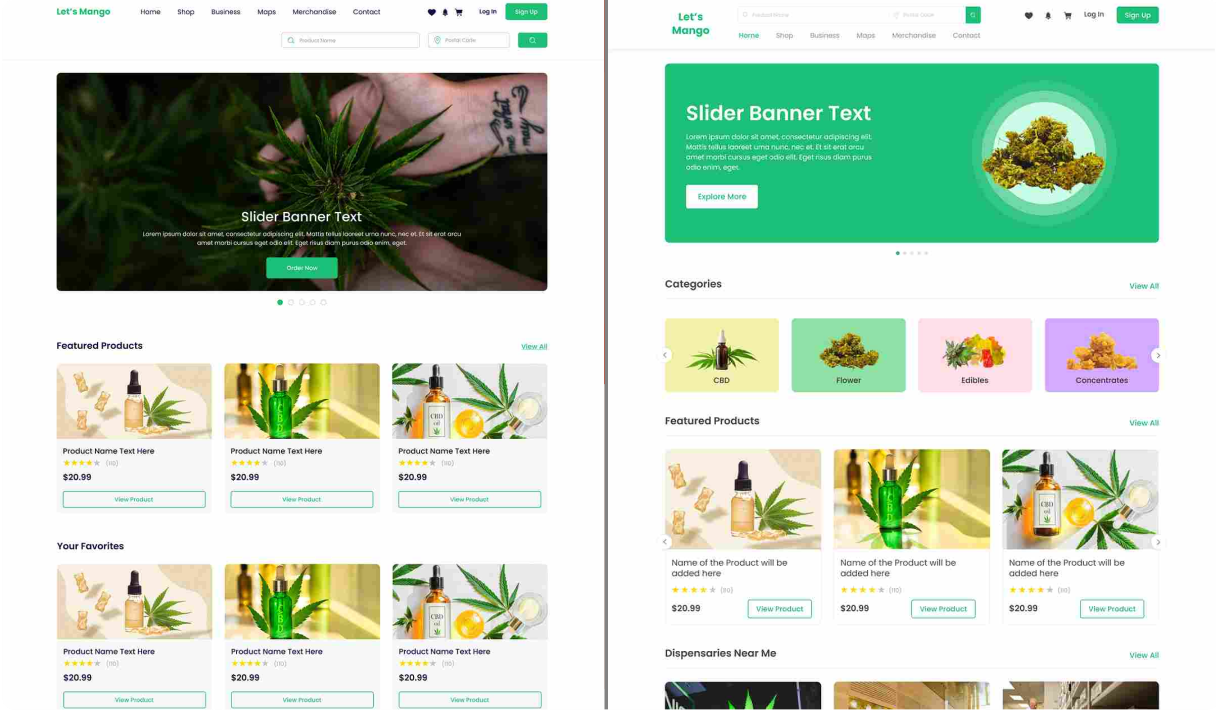 Let's Mango
Home Shop Business Maps Merchandise Contact
Log In Sign Up
Product Name Postal Code
Slider Banner Text
Lorem ipsum dolor sit amet, consectetur adipiscing elit. Mattis tellus laoreet urna nunc, nec et. Et sit erat arcu
amet morbi cursus eget odio elit. Eget risus diam purus odio enim, eget.
Order Now
Featured Products View All
Product Name Text Here Product Name Text Here Product Name Text Here
(110) (110) (110)
$20.99 $20.99 $20.99
View Product View Product View Product
Your Favorites
Product Name Text Here Product Name Text Here Product Name Text Here
(110) (110) (110)
$20.99 $20.99 $20.99
View Product View Product View Product
Let's
Mango
Product Name Postal Code
Log In Sign Up
Home Shop Business Maps Merchandise Contact
Slider Banner Text
Lorem ipsum dolor sit amet, consectetur adipiscing elit.
Mattis tellus laoreet urna nunc, nec et. Et sit erat arcu
amet morbi cursus eget odio elit. Eget risus diam purus
odio enim, eget.
Explore More
Categories View All
CBD Flower Edibles Concentrates
Featured Products View All
CBD
CBD
oil
Name of the Product will be
added here
(110)
$20.99 View Product
Name of the Product will be
added here
(110)
$20.99 View Product
Name of the Product will be
added here
(110)
$20.99 View Product
Dispensaries Near Me View All